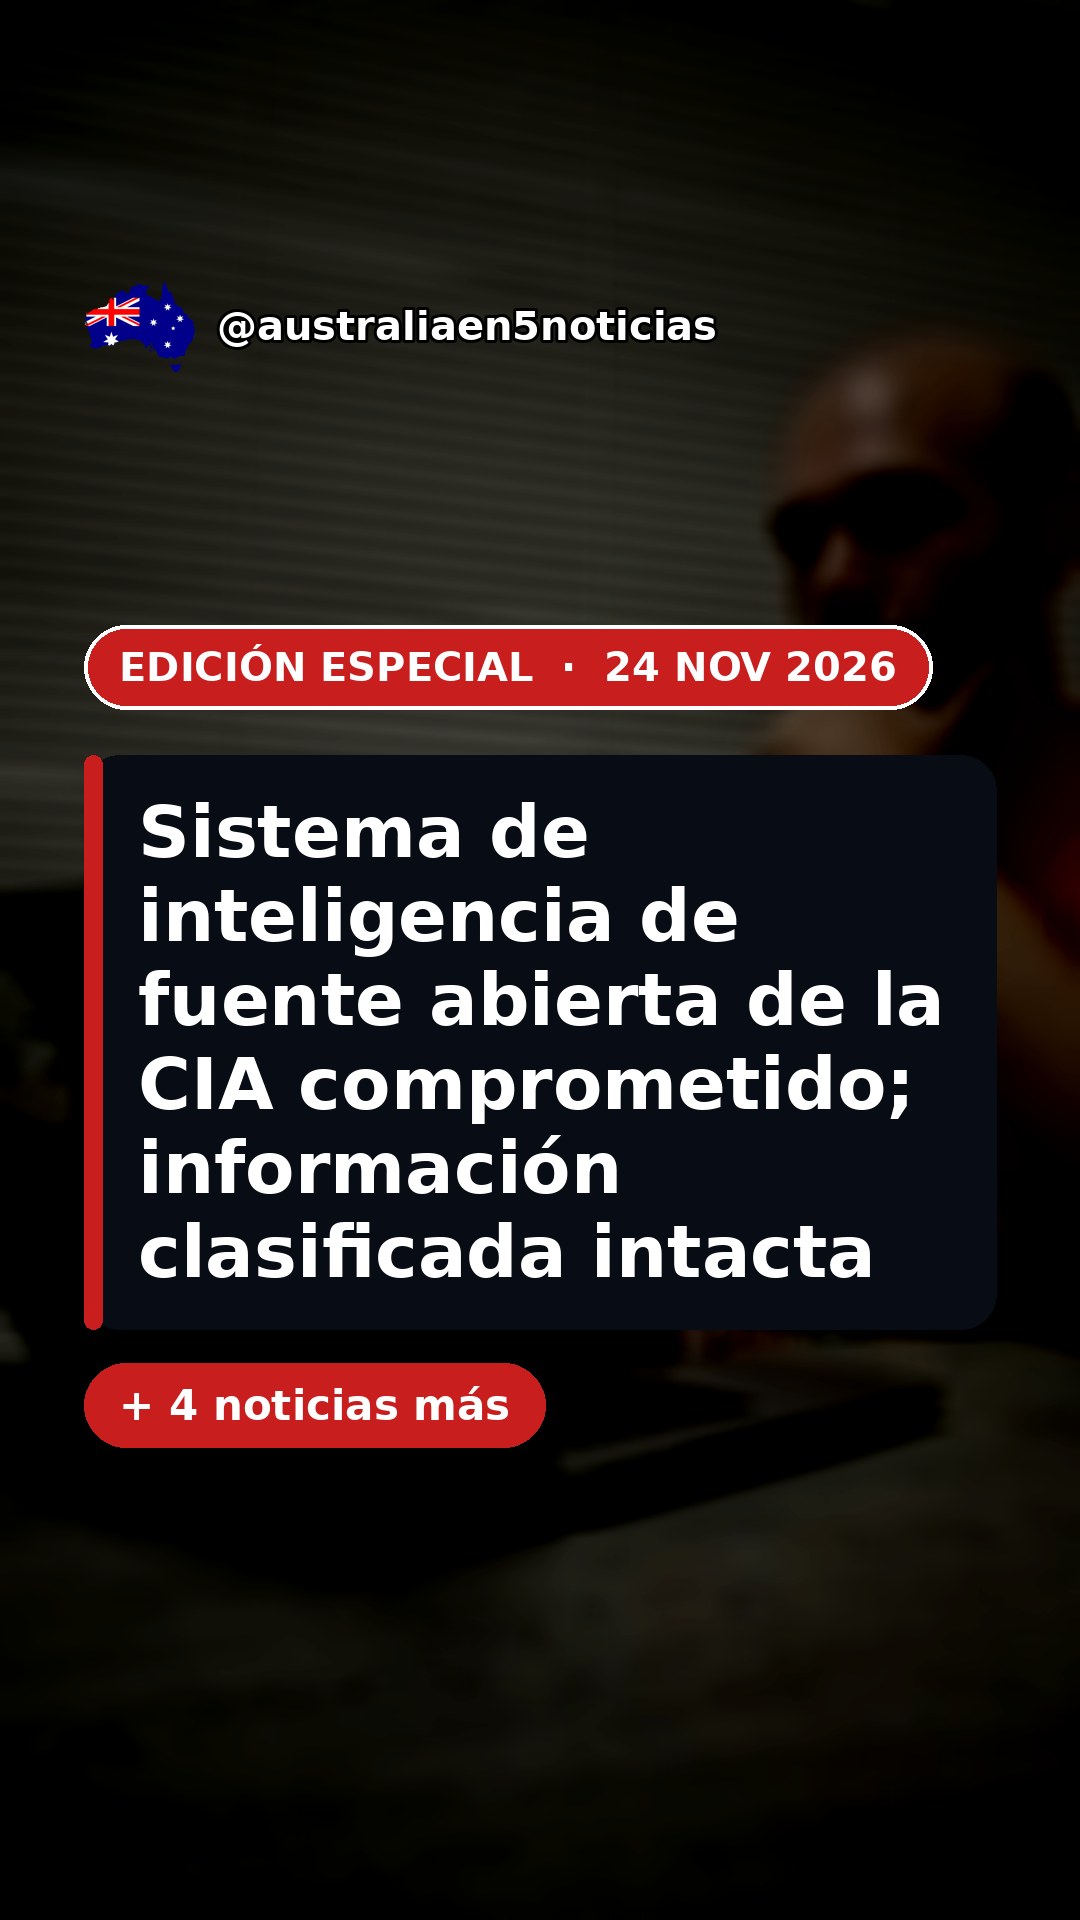 @australiaen5noticias
EDICIÓN ESPECIAL · 24 NOV 2026
Sistema de
inteligencia de
fuente abierta de la
CIA comprometido;
información
clasificada intacta
+ 4 noticias más